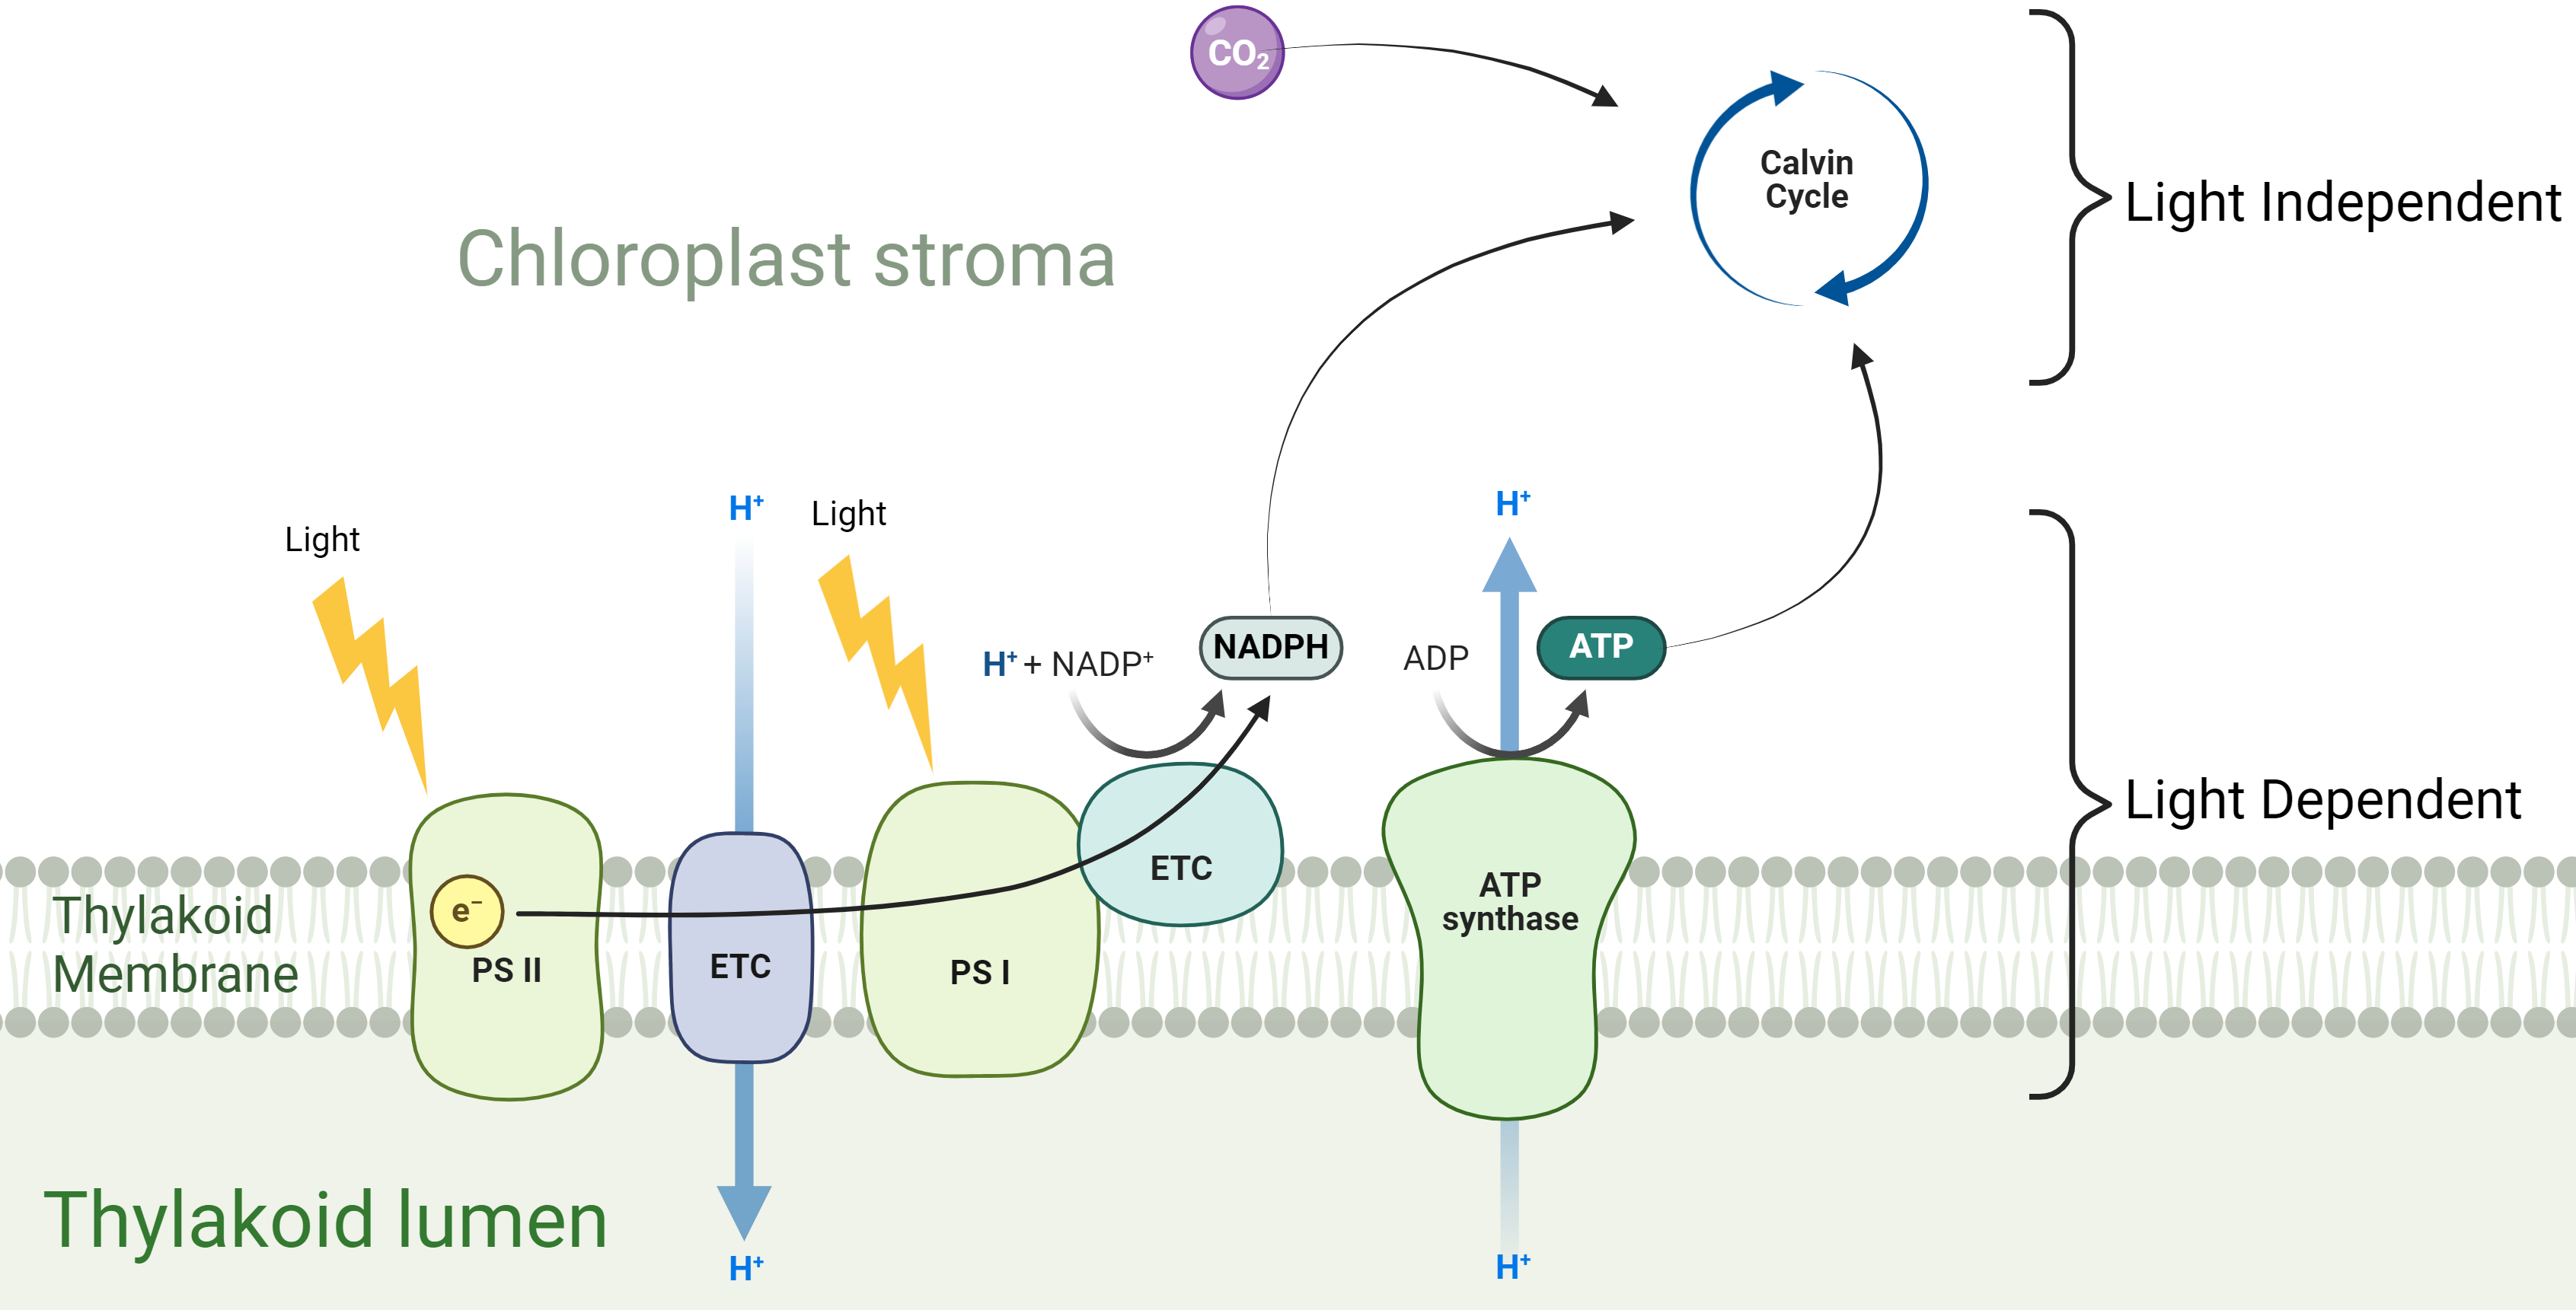 CO₂
Calvin
Cycle
Light Independent
Chloroplast stroma
Light
H⁺
Light
H⁺
H⁺ + NADP⁺
NADPH
ADP
ATP
Light Dependent
Thylakoid
Membrane
e⁻
PS II
ETC
PS I
ETC
ATP
synthase
Thylakoid lumen
H⁺
H⁺